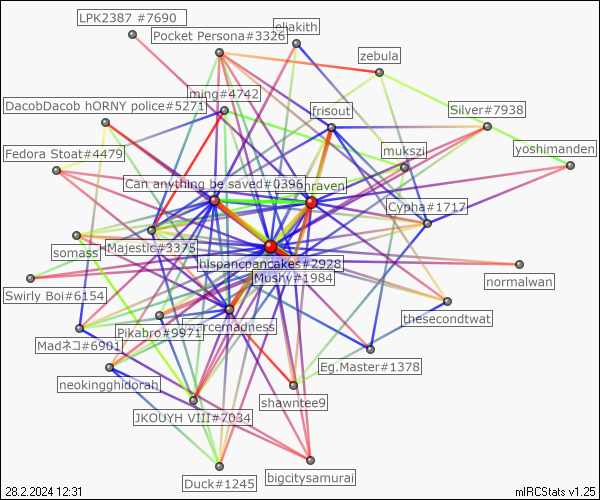 LPK2387 #7690
eliakith
Pocket Persona#3326
zebula
ming#4742
DacobDacob hORNY police#5271
frisout
Silver#7938
Fedora Stoat#4479
mukszi
yoshimanden
Can anything be saved#0396
nraven
Cypha#1717
somass
Majestic#3375
hispancpancakes#2928
Mushy#1984
normalwan
Swirly Boi#6154
thesecondtwat
Pikabro#9971
rcemadness
Madネコ#6901
Eg.Master#1378
neokingghidorah
shawntee9
JKOUYH VIII#7034
bigcitysamurai
Duck#1245
28.2.2024 12:31
mIRCStats v1.25